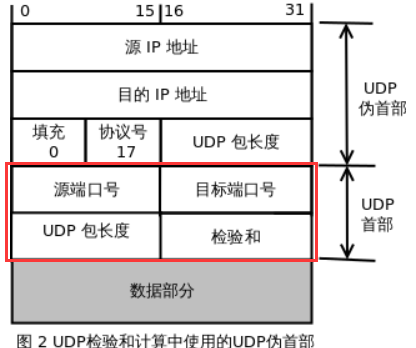 0 15 16 31
源 IP 地址
目的 IP 地址
UDP
伪首部
填充
0
协议号
17
UDP 包长度
源端口号
目标端口号
UDP
首部
UDP 包长度
检验和
数据部分
图 2 UDP检验和计算中使用的UDP伪首部